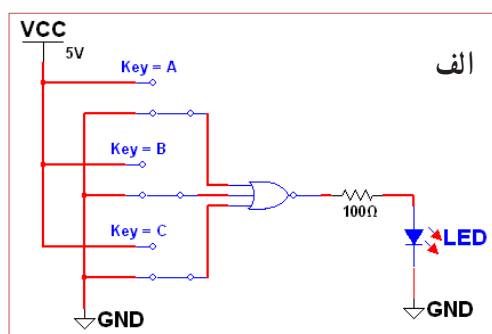 VCC
5V
الف
Key = A
Key = B
100Ω
LED
Key = C
GND
GND